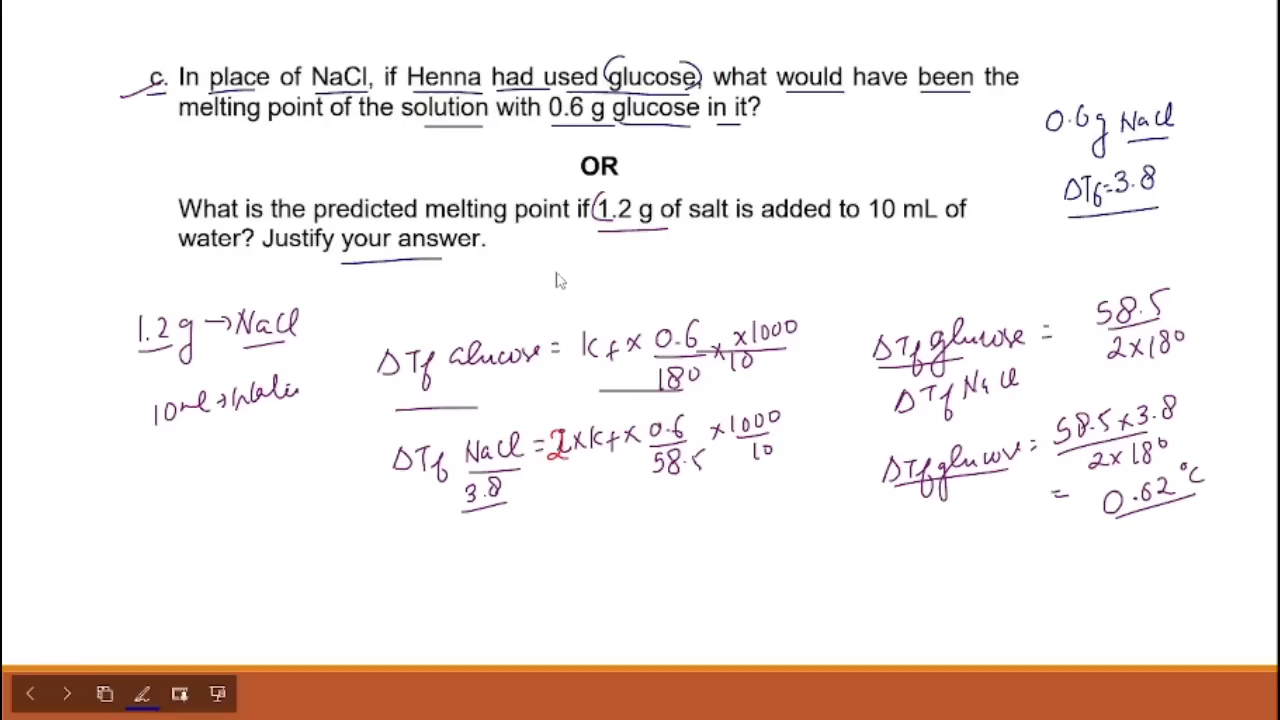 c. In place of NaCl, if Henna had used glucose, what would have been the
melting point of the solution with 0.6 g glucose in it?
0.6g NaCl
ΔTf=3.8
OR
What is the predicted melting point if 1.2 g of salt is added to 10 mL of
water? Justify your answer.
1.2g → NaCl
10ml →
ΔTf Glucose = Kf × 0.6/180 × ×1000/10
ΔTf NaCl = 2×Kf× 0.6/58.5 ×1000/10
3.8
ΔTf glucose/ΔTf NaCl = 58.5/2×180
ΔTf glucose = 58.5×3.8/2×180
= 0.62°C